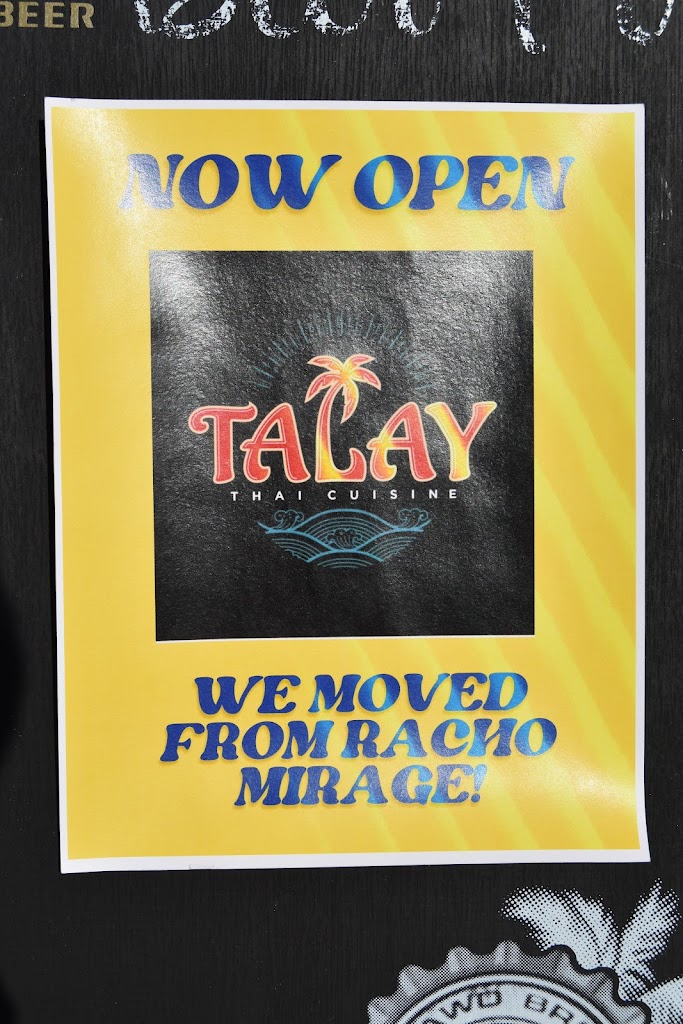 BEER
NOW OPEN
TALAY
THAI CUISINE
WE MOVED
FROM RACHO
MIRAGE!